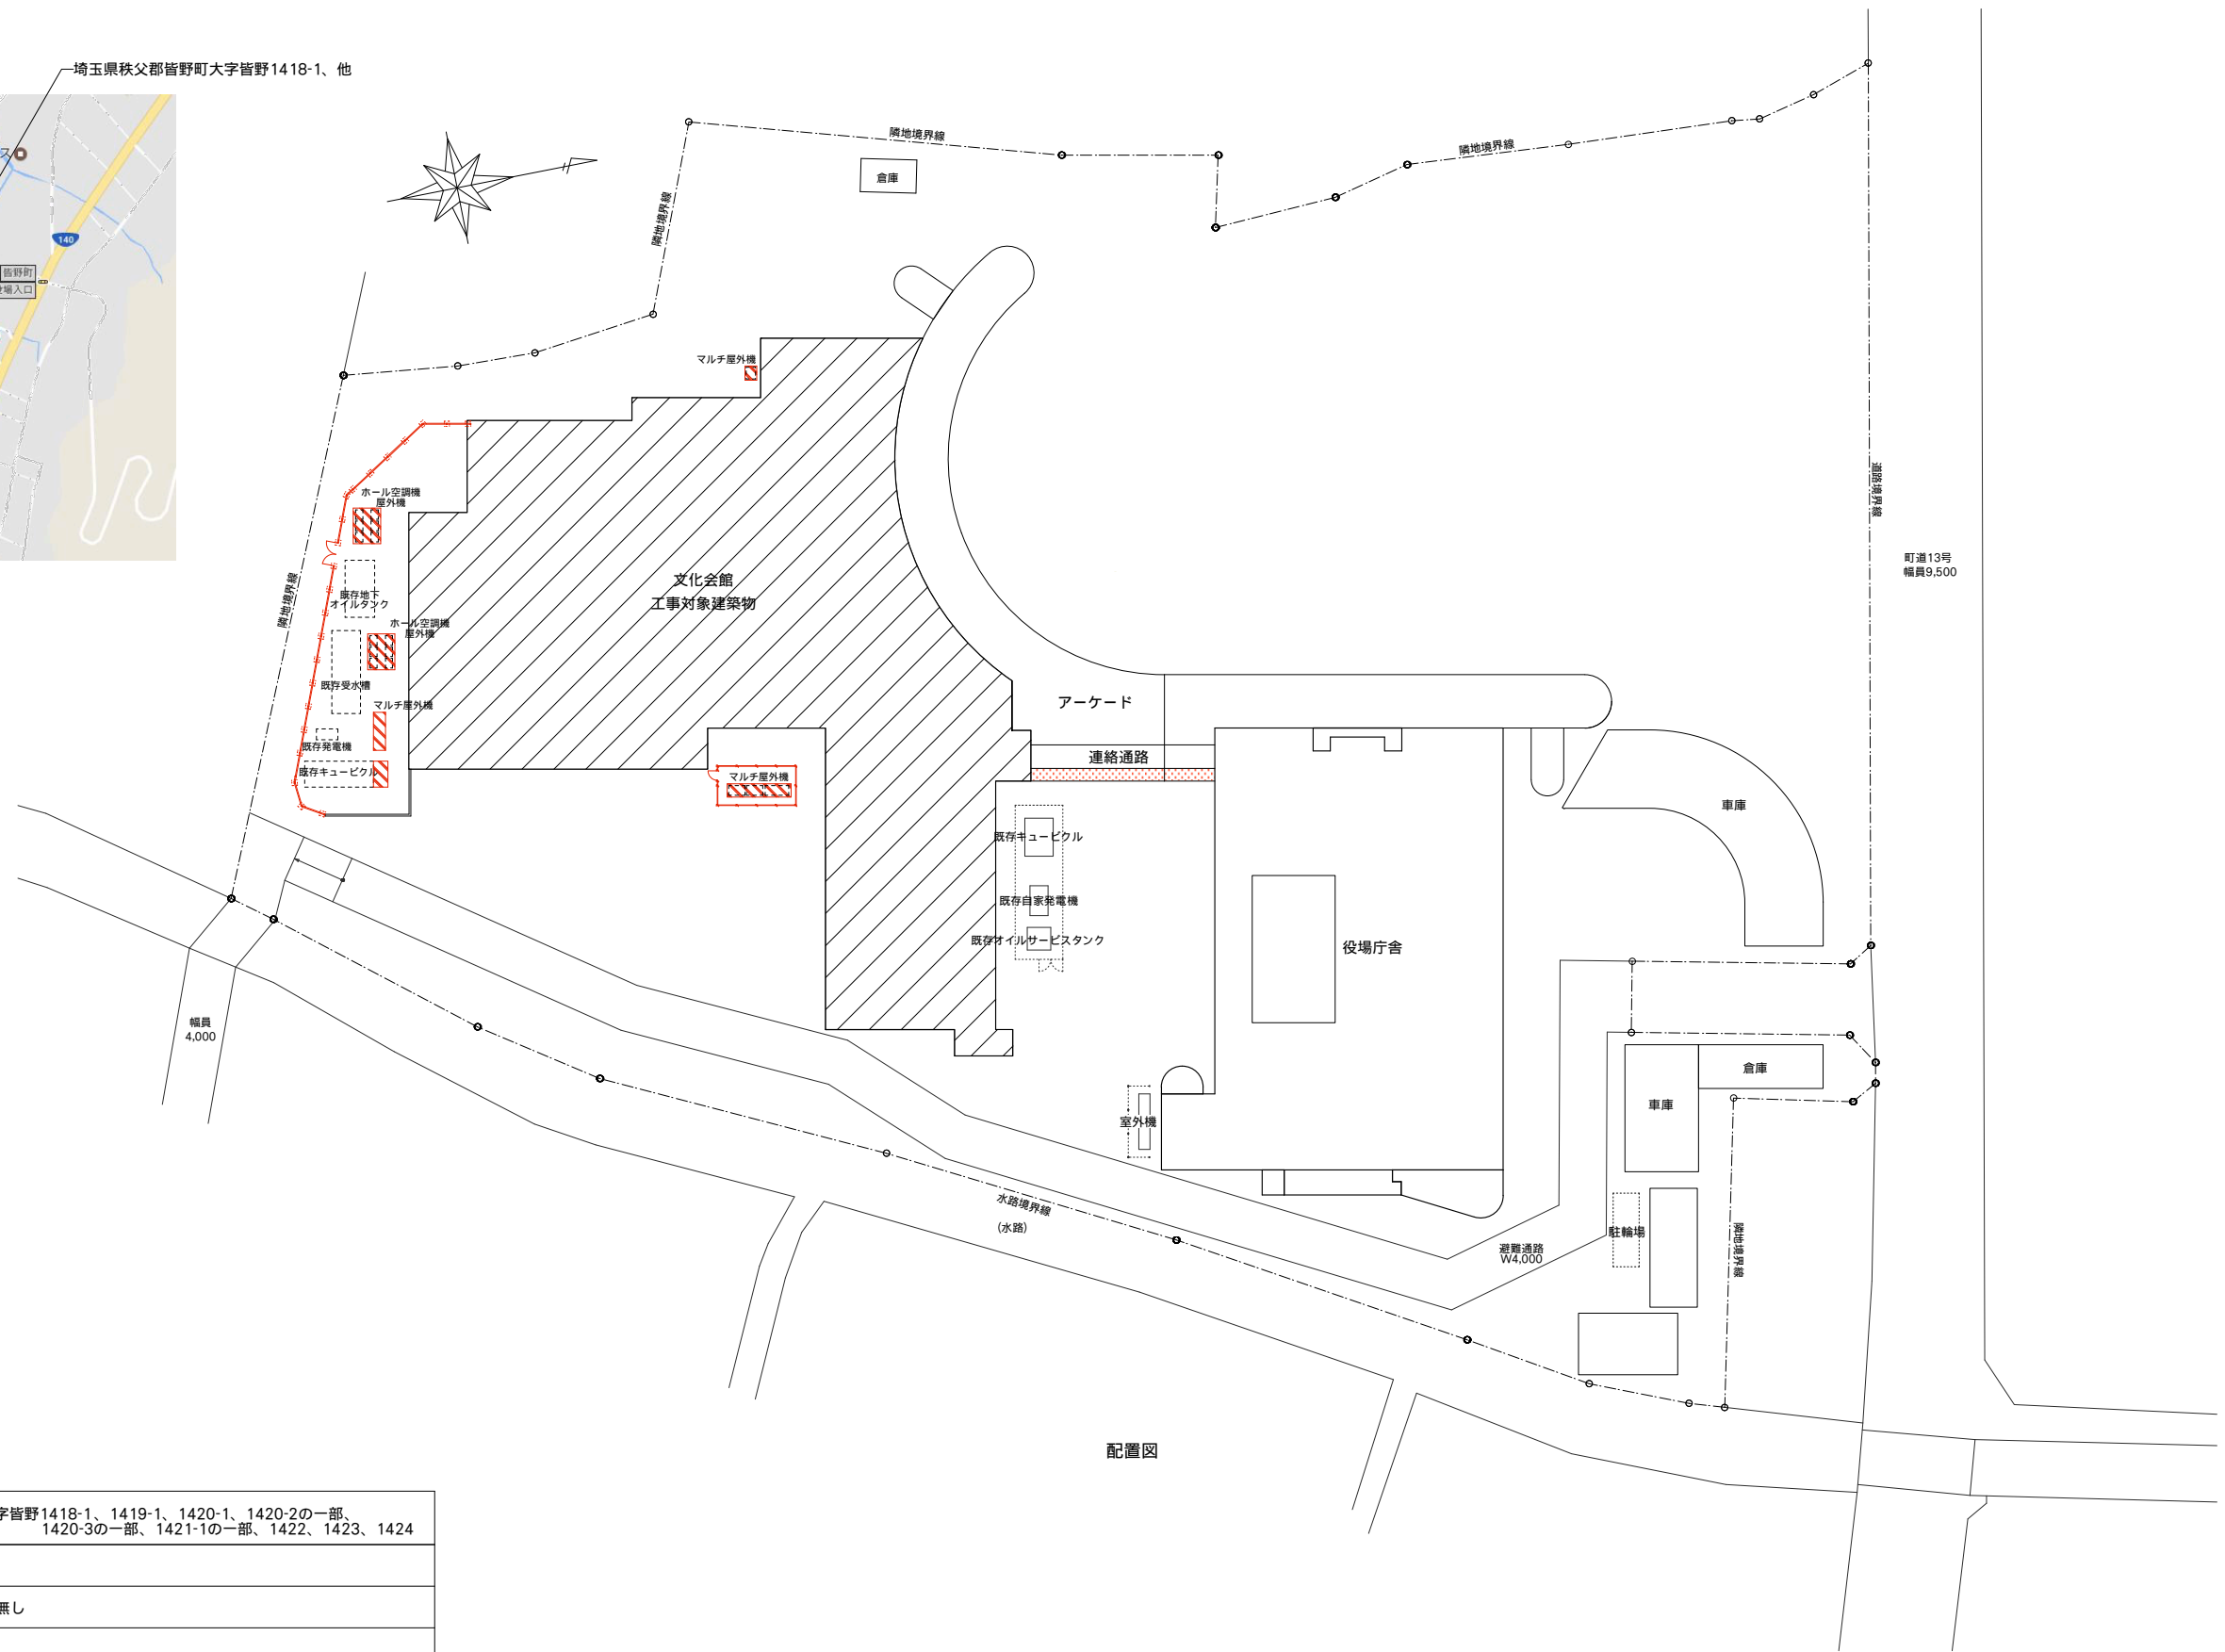 埼玉県秩父郡皆野町大字皆野1418-1、他
ス
140
皆野町
役場入口
隣地境界線
隣地境界線
隣地境界線
倉庫
マルチ屋外機
ホール空調機
屋外機
既存地下
オイルタンク
ホール空調機
屋外機
既存受水槽
マルチ屋外機
既存発電機
既存キュービクル
隣地境界線
文化会館
工事対象建築物
マルチ屋外機
アーケード
連絡通路
道路境界線
町道13号
幅員9,500
車庫
既存キュービクル
既存自家発電機
既存オイルサービスタンク
役場庁舎
幅員
4,000
室外機
倉庫
車庫
駐輪場
隣地境界線
水路境界線
(水路)
避難通路
W4,000
配置図
字皆野1418-1、1419-1、1420-1、1420-2の一部、
1420-3の一部、1421-1の一部、1422、1423、1424
無し